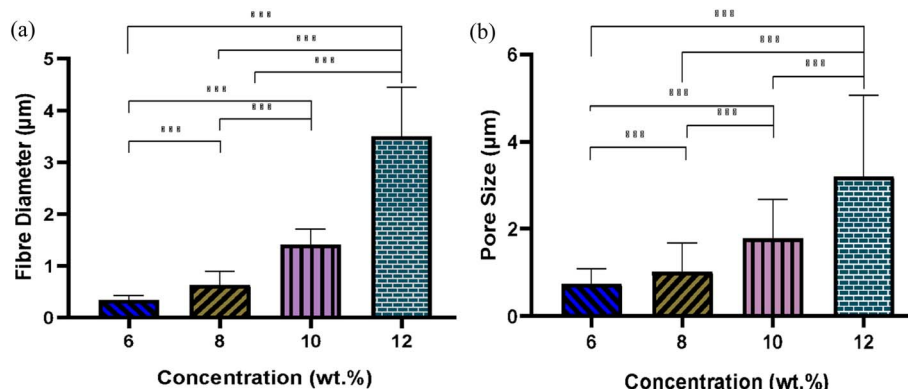 (a)
Fibre Diameter (µm)
5
4
3
2
1
0
6 8 10 12
Concentration (wt.%)
(b)
Pore Size (µm)
6
4
2
0
6 8 10 12
Concentration (wt.%)